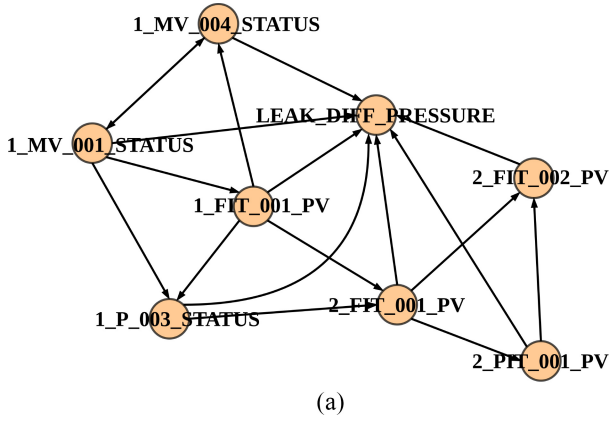 1_MV_004_STATUS
LEAK_DIFF_PRESSURE
1_MV_001_STATUS
2_FIT_002_PV
1_FIT_001_PV
2_FIT_001_PV
1_P_003_STATUS
2_PIT_001_PV
(a)